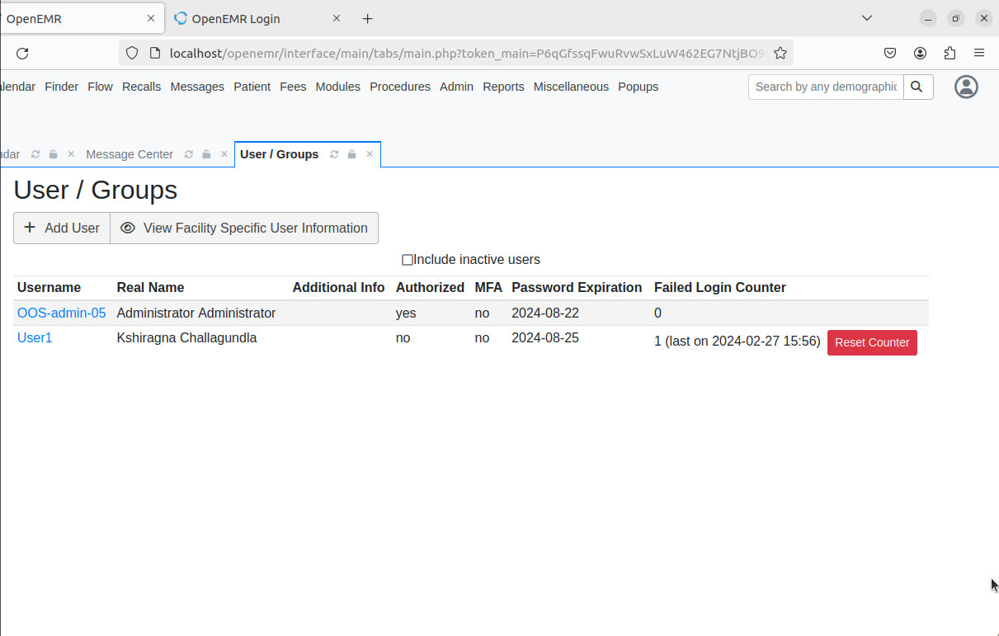 OpenEMR
OpenEMR Login
localhost/openemr/interface/main/tabs/main.php?token_main=P6qGfssqFwuRvwSxLuW462EG7NtjBO9
alendar Finder Flow Recalls Messages Patient Fees Modules Procedures Admin Reports Miscellaneous Popups
Search by any demographic
ndar Message Center User / Groups
User / Groups
Add User View Facility Specific User Information
Include inactive users
Username Real Name Additional Info Authorized MFA Password Expiration Failed Login Counter
OOS-admin-05 Administrator Administrator yes no 2024-08-22 0
User1 Kshiragna Challagundla no no 2024-08-25 1 (last on 2024-02-27 15:56) Reset Counter